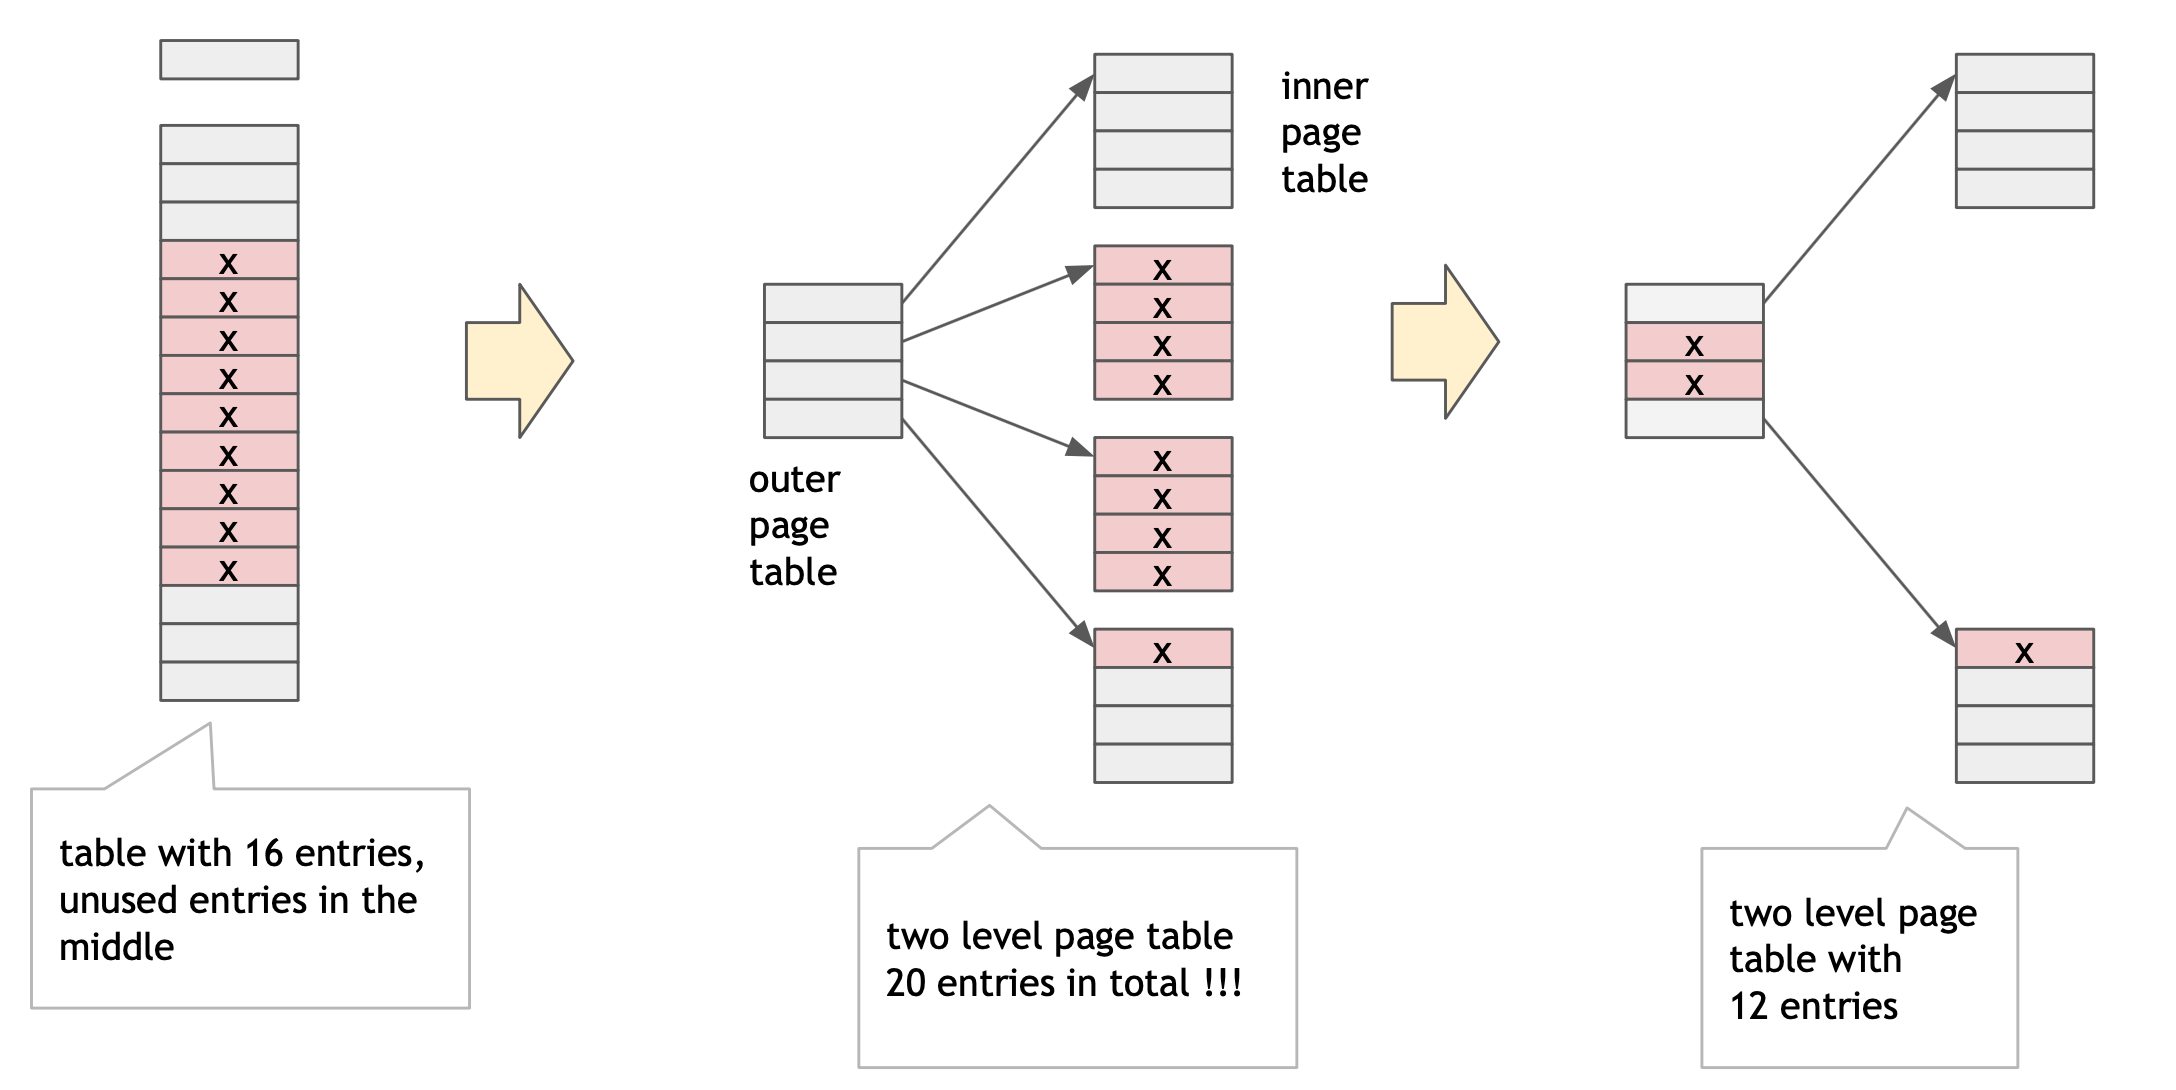 x
x
x
x
x
x
x
x
x
table with 16 entries,
unused entries in the
middle
outer
page
table
inner
page
table
x
x
x
x
x
x
x
x
x
two level page table
20 entries in total !!!
x
x
x
two level page
table with
12 entries